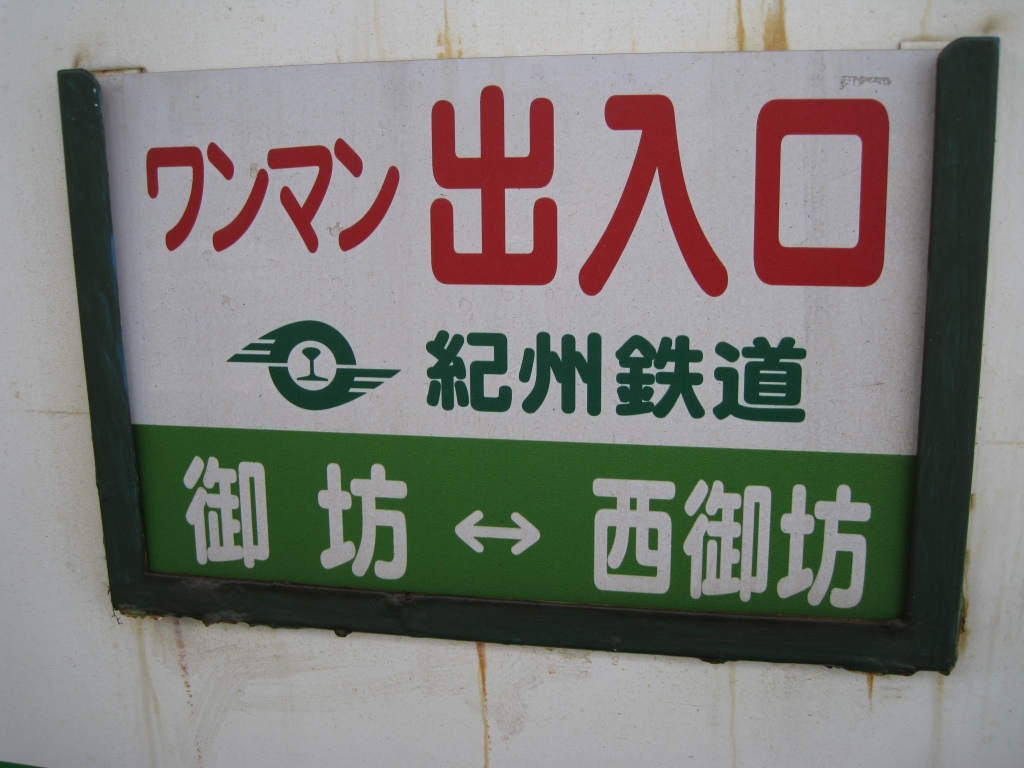 ワンマン 出入口
紀州鉄道
御坊 ↔ 西御坊